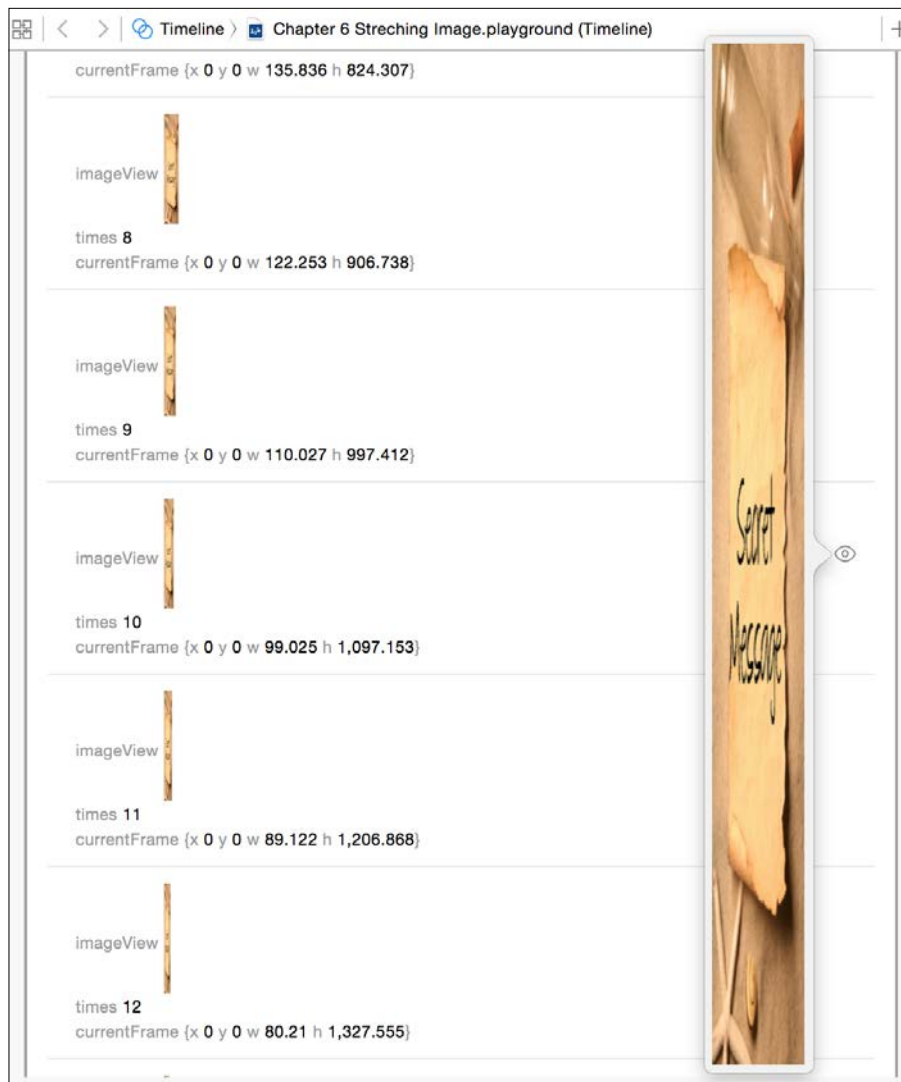 Timeline 〉 Chapter 6 Streching Image.playground (Timeline)
currentFrame {x 0 y 0 w 135.836 h 824.307}
imageView
times 8
currentFrame {x 0 y 0 w 122.253 h 906.738}
imageView
times 9
currentFrame {x 0 y 0 w 110.027 h 997.412}
imageView
times 10
currentFrame {x 0 y 0 w 99.025 h 1,097.153}
imageView
times 11
currentFrame {x 0 y 0 w 89.122 h 1,206.868}
imageView
times 12
currentFrame {x 0 y 0 w 80.21 h 1,327.555}
Secret
Message